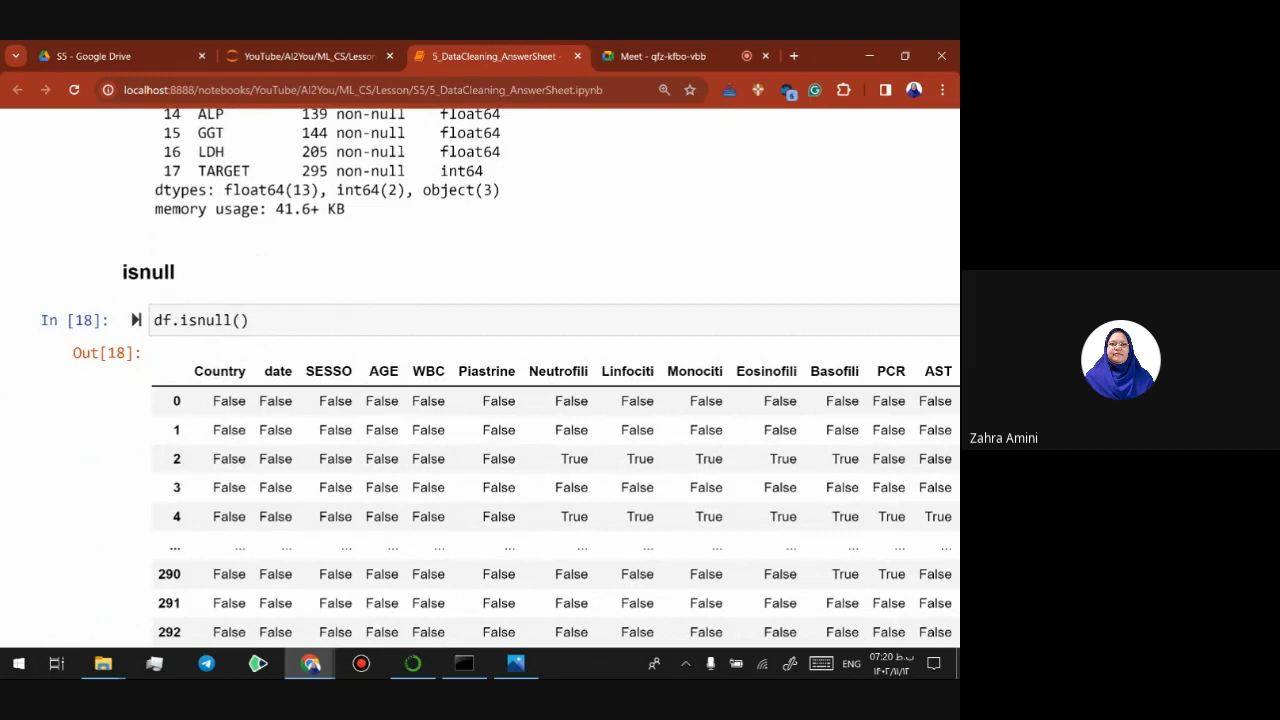 S5 - Google Drive
YouTube/AI2You/ML_CS/Lesson
5_DataCleaning_AnswerSheet -
Meet - qfz-kfbo-vbb
localhost:8888/notebooks/YouTube/AI2You/ML_CS/Lesson/S5/5_DataCleaning_AnswerSheet.ipynb
6
14 ALP 139 non-null float64
15 GGT 144 non-null float64
16 LDH 205 non-null float64
17 TARGET 295 non-null int64
dtypes: float64(13), int64(2), object(3)
memory usage: 41.6+ KB
isnull
In [18]: df.isnull()
Out[18]:
Country date SESSO AGE WBC Piastrine Neutrofili Linfociti Monociti Eosinofili Basofili PCR AST
0 False False False False False False False False False False False False False
1 False False False False False False False False False False False False False
2 False False False False False False True True True True True False False
3 False False False False False False False False False False False False False
4 False False False False False False True True True True True True True
... ... ... ... ... ... ... ... ... ... ... ... ... ...
290 False False False False False False False False False False True True False
291 False False False False False False False False False False False False False
292 False False False False False False False False False False False False False
Zahra Amini
ENG
07:20 ب.ظ
۱۴۰۲/۱۱/۱۳